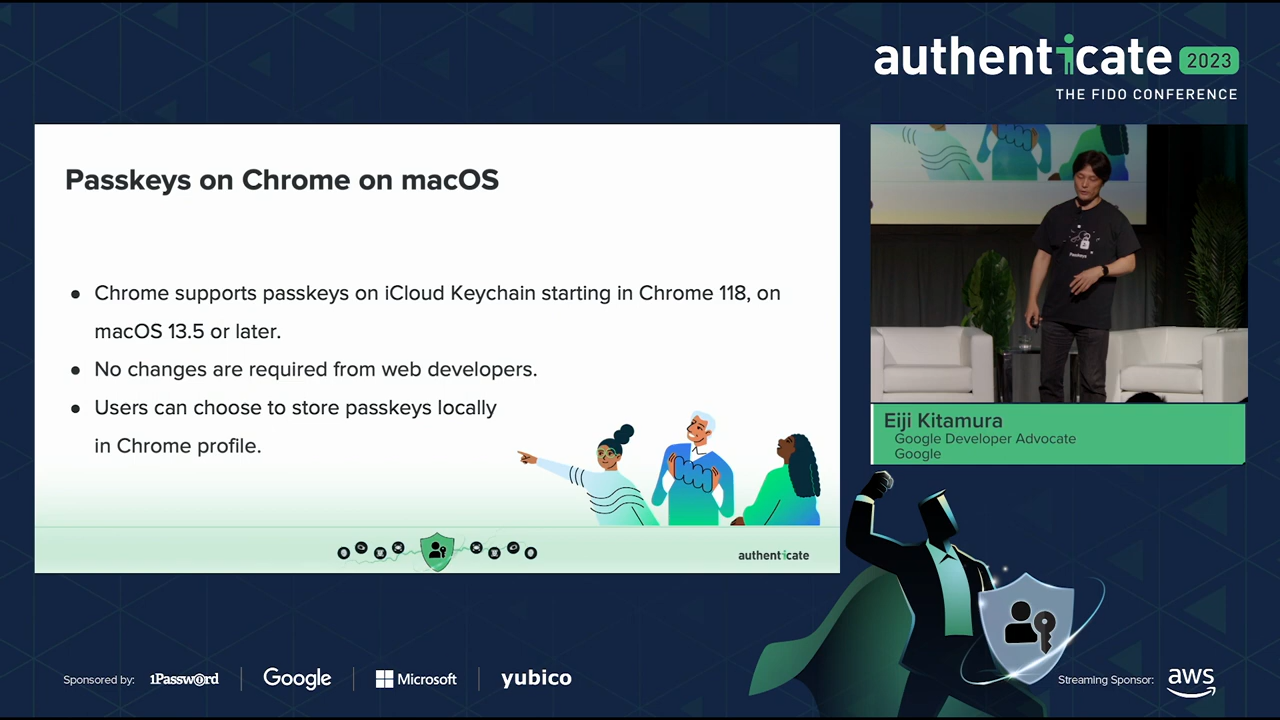 authenticate 2023
THE FIDO CONFERENCE
Passkeys on Chrome on macOS
● Chrome supports passkeys on iCloud Keychain starting in Chrome 118, on
macOS 13.5 or later.
● No changes are required from web developers.
● Users can choose to store passkeys locally
in Chrome profile.
authenticate
Passkeys
Eiji Kitamura
Google Developer Advocate
Google
Sponsored by: 1Password Google Microsoft yubico
Streaming Sponsor: aws